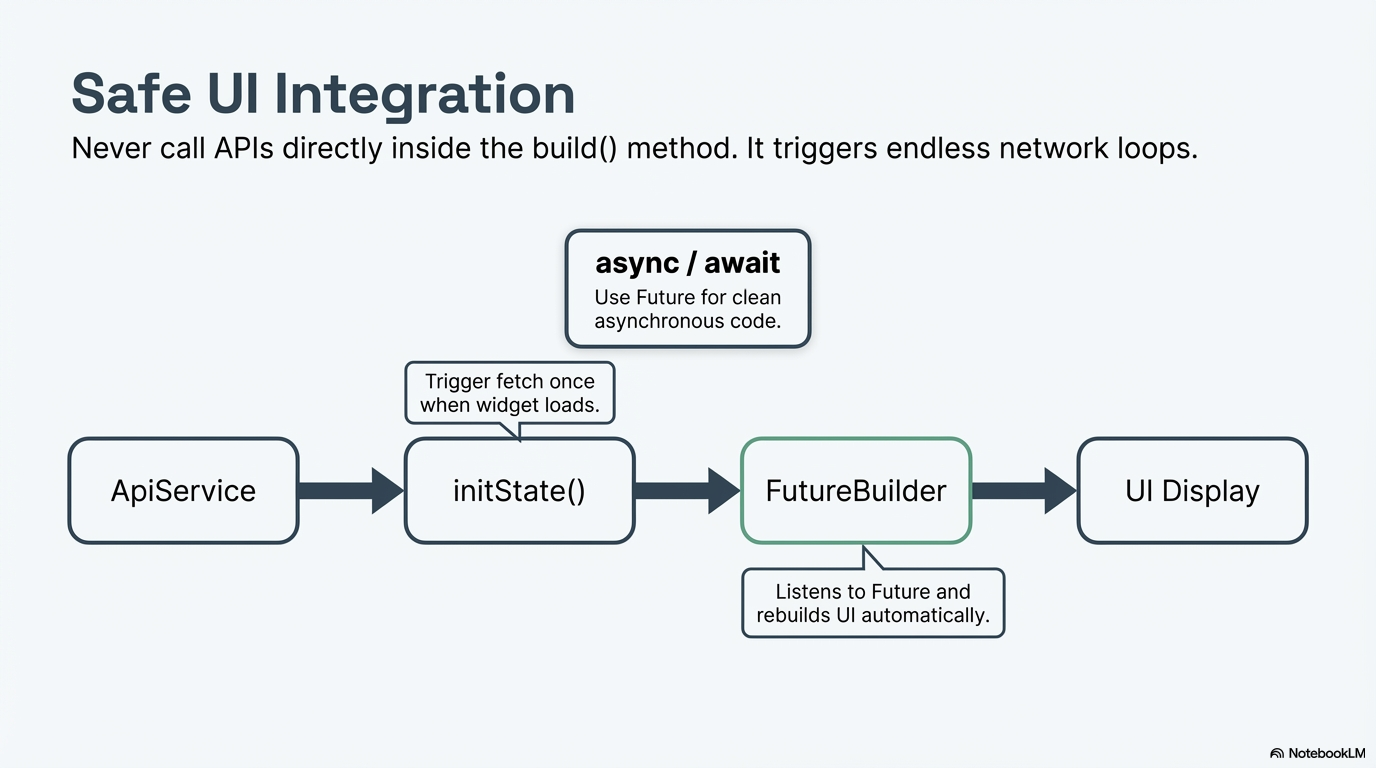 Safe UI Integration
Never call APIs directly inside the build() method. It triggers endless network loops.
async / await
Use Future for clean
asynchronous code.
Trigger fetch once
when widget loads.
ApiService
initState()
FutureBuilder
UI Display
Listens to Future and
rebuilds UI automatically.
NotebookLM